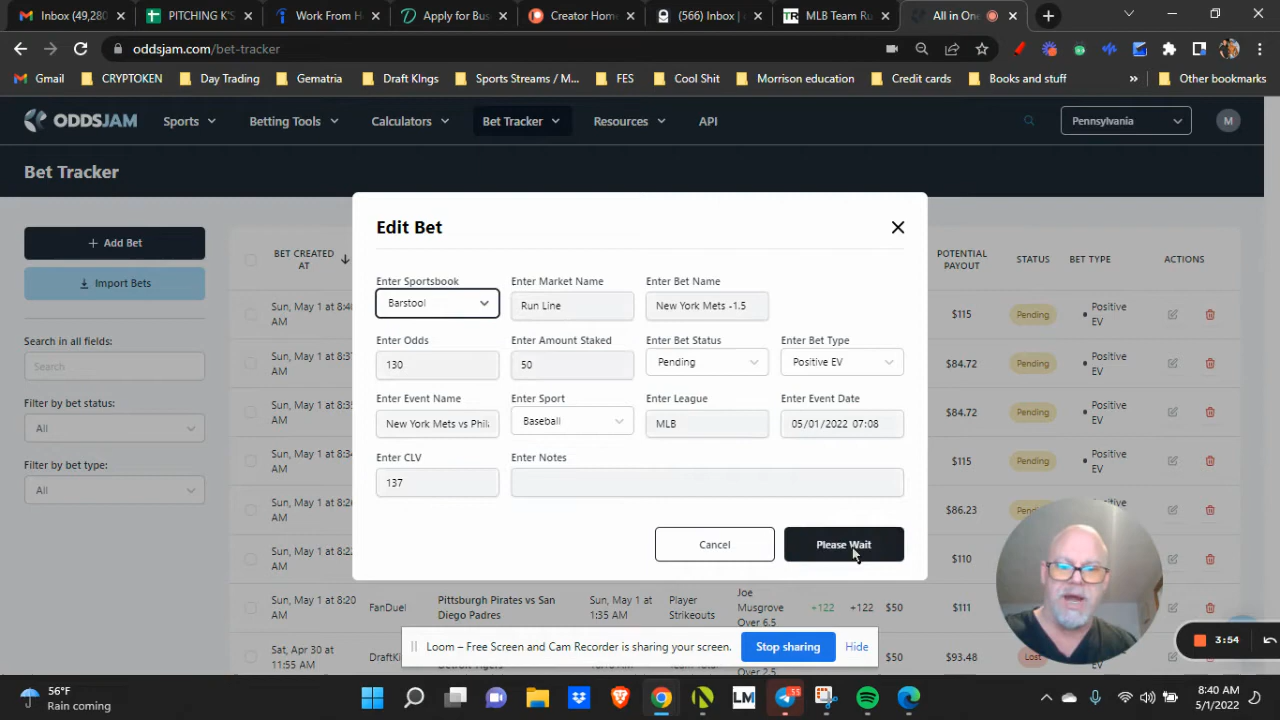 Inbox (9,280)
PITCHING K'S
Work From H
Apply for Bus
Creator Hom
(566) Inbox |
MLB Team Ru
All in One
oddsjam.com/bet-tracker
Gmail
CRYPTOKEN
Day Trading
Gematria
Draft KIngs
Sports Streams / M...
FES
Cool Shit
Morrison education
Credit cards
Books and stuff
»
Other bookmarks
ODDSJAM
Sports
Betting Tools
Calculators
Bet Tracker
Resources
API
Pennsylvania
M
Bet Tracker
+ Add Bet
Import Bets
Search in all fields:
Search
Filter by bet status:
All
Filter by bet type:
All
BET CREATED
AT
POTENTIAL
PAYOUT
STATUS
BET TYPE
ACTIONS
Edit Bet
Enter Sportsbook
Enter Market Name
Enter Bet Name
Barstool
Run Line
New York Mets -1.5
Enter Odds
Enter Amount Staked
Enter Bet Status
Enter Bet Type
130
50
Pending
Positive EV
Enter Event Name
Enter Sport
Enter League
Enter Event Date
New York Mets vs Phil
Baseball
MLB
05/01/2022 07:08
Enter CLV
Enter Notes
137
Cancel
Please Wait
Sun, May 1 at 8:40
AM
$115
Pending
• Positive
EV
Sun, May 1 at 8:37
AM
$84.72
Pending
• Positive
EV
Sun, May 1 at 8:35
AM
$84.72
Pending
• Positive
EV
Sun, May 1 at
AM
$115
Pending
• Positive
EV
Sun, May 1 at 8:26
AM
$86.23
Pending
• Positive
EV
Sun, May 1 at 8:22
AM
$110
Sun, May 1 at 8:20
AM
FanDuel
Pittsburgh Pirates vs San
Diego Padres
Sun, May 1 at
1:35 AM
Player
Strikeouts
Joe
Musgrove
Over 6.5
+122
+122
$50
$111
Sat, Apr 30 at
11:55 AM
DraftKi
$93.48
Lost
Loom – Free Screen and Cam Recorder is sharing your screen.
Stop sharing
Hide
3:54
56°F
Rain coming
LM
55
8:40 AM
5/1/2022